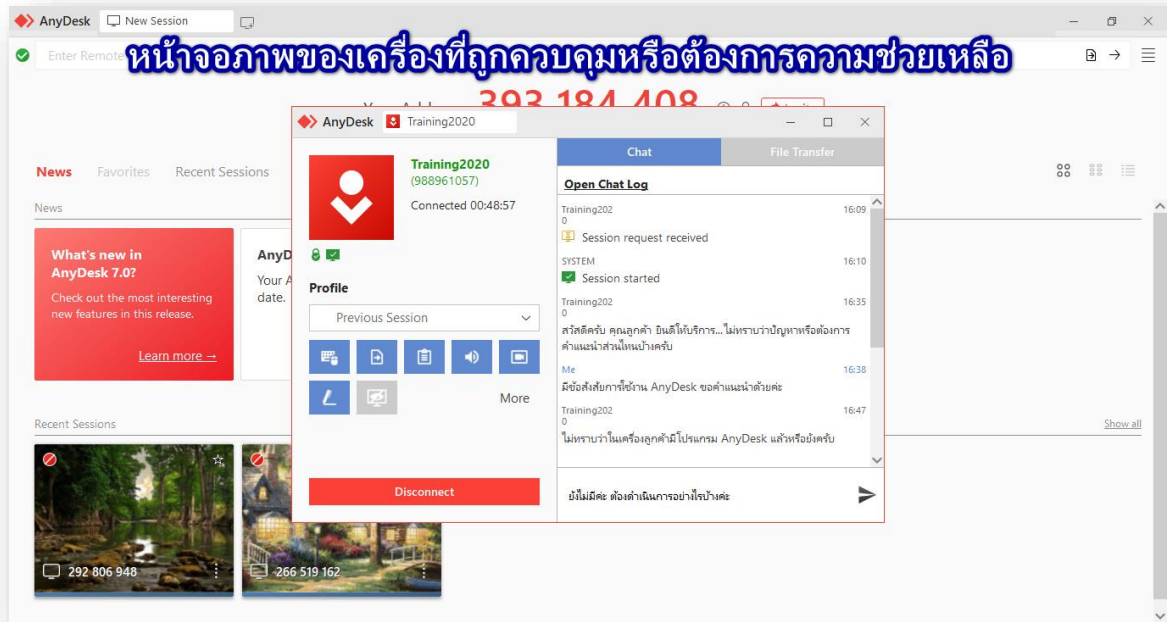 AnyDesk New Session
หน้าจอภาพของเครื่องที่ถูกควบคุมหรือต้องการความช่วยเหลือ
Enter Remote
393 184 408
AnyDesk Training2020
News Favorites Recent Sessions
News
What's new in
AnyDesk 7.0?
Check out the most interesting
new features in this release.
Learn more →
AnyD
Your A
date.
Training2020
(988961057)
Connected 00:48:57
Profile
Previous Session
More
Disconnect
Chat File Transfer
Open Chat Log
Training202 16:09
0
Session request received
SYSTEM 16:10
Session started
Training202 16:35
0
สวัสดีครับ คุณลูกค้า ยินดีให้บริการ... ไม่ทราบว่าปัญหาหรือต้องการ
คำแนะนำส่วนไหนบ้างครับ
Me 16:38
มีข้อสงสัยการใช้งาน AnyDesk ขอคำแนะนำด้วยค่ะ
Training202 16:47
0
ไม่ทราบว่าในเครื่องลูกค้ามีโปรแกรม AnyDesk แล้วหรือยังครับ
ยังไม่มีค่ะ ต้องดำเนินการอย่างไรบ้างค่ะ
Recent Sessions Show all
292 806 948
266 519 162